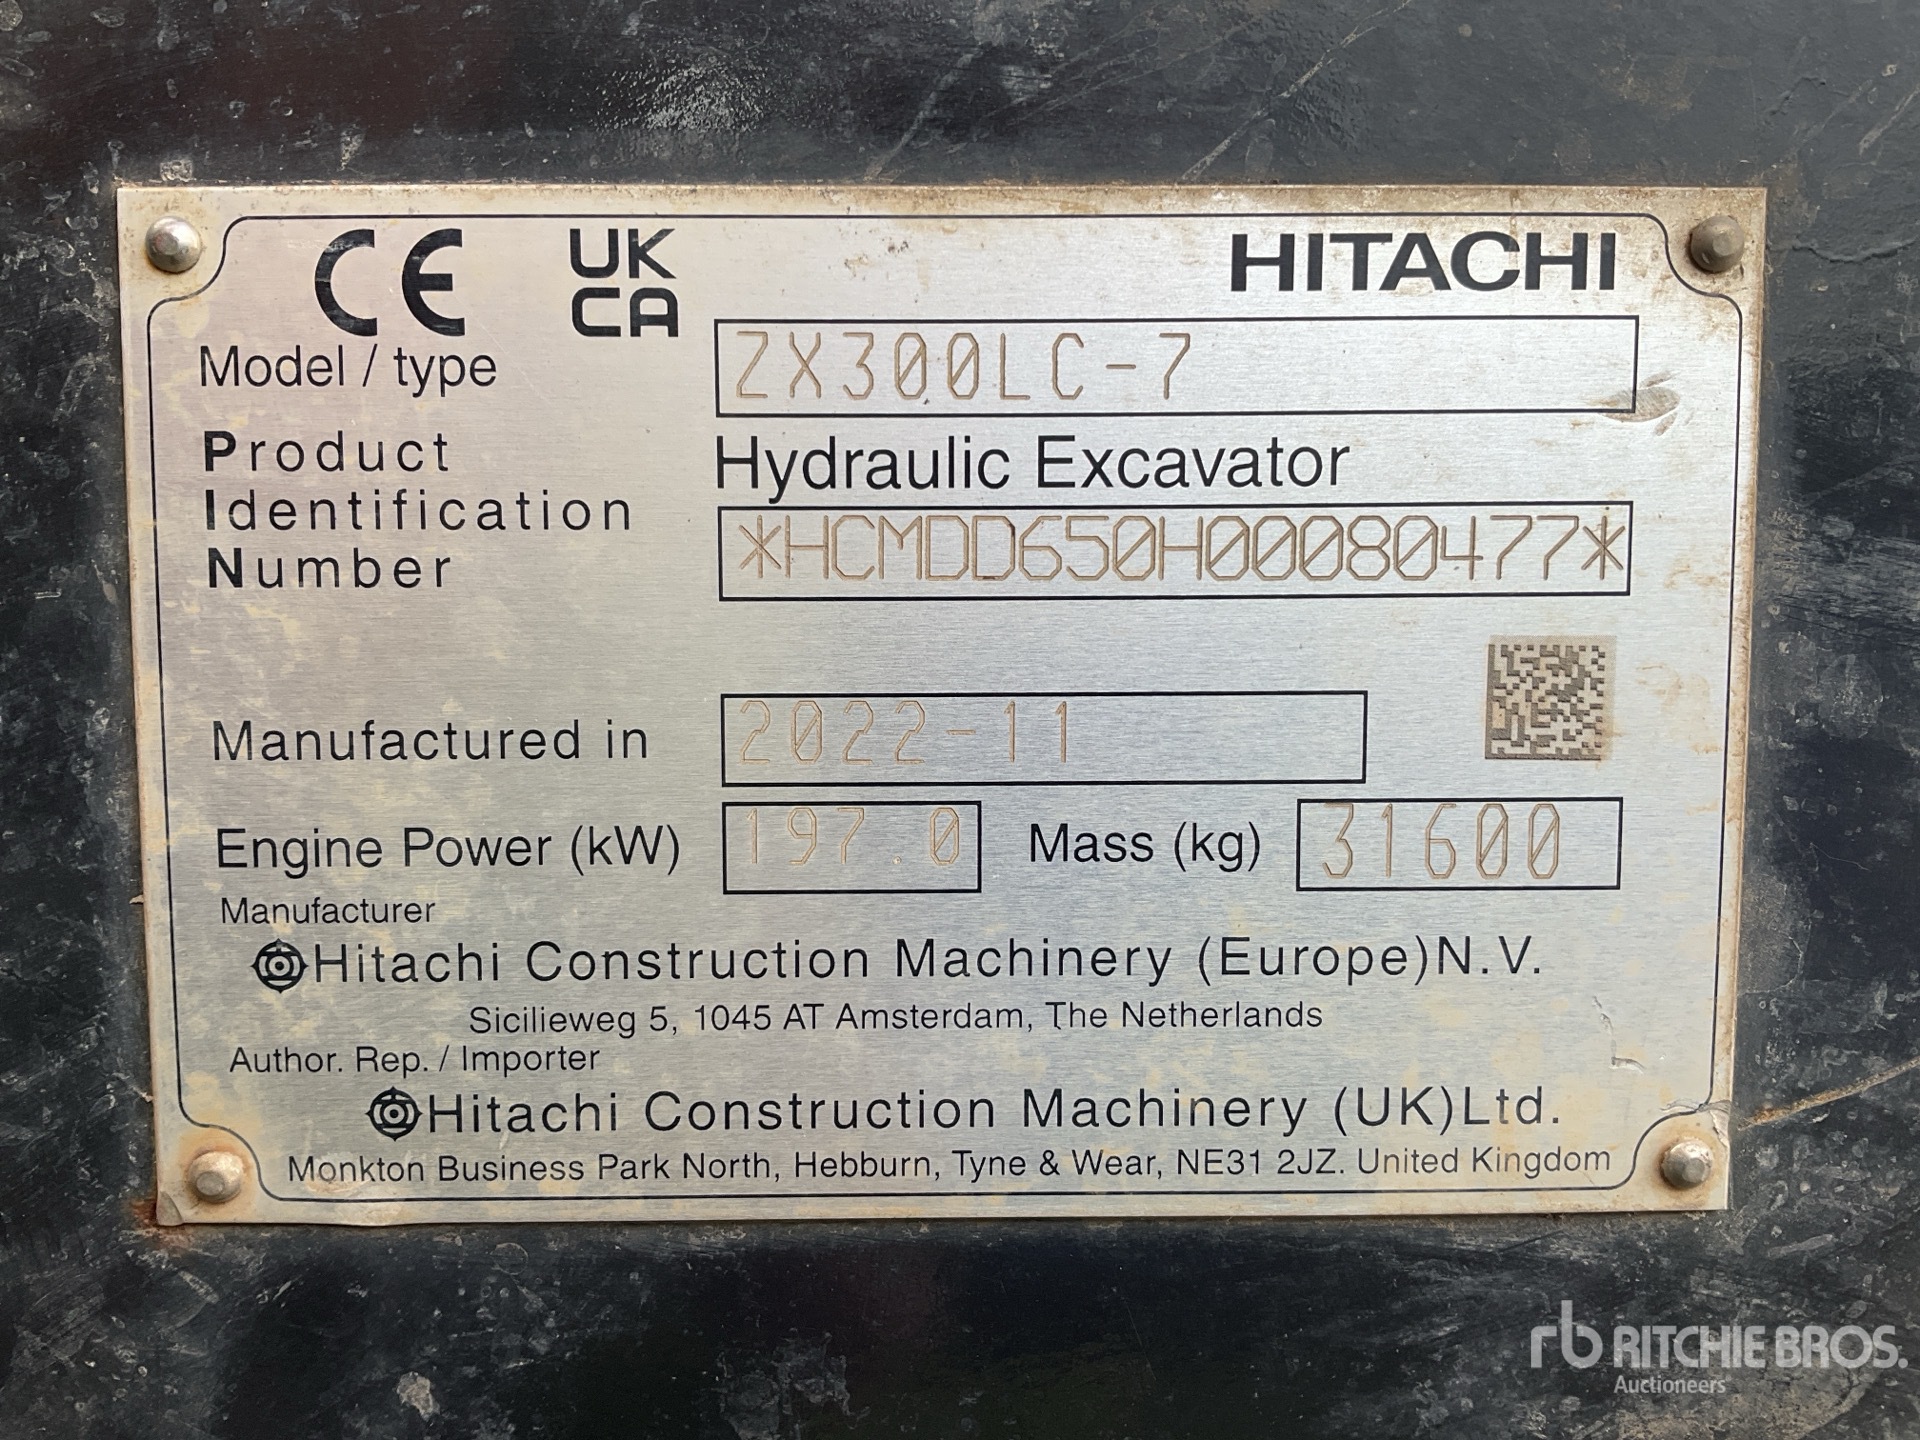 CE UK CA HITACHI
Model / type ZX300LC-7
Product Hydraulic Excavator
Identification
Number *HCMDD650H00080477*
Manufactured in 2022-11
Engine Power (kW) 197.0 Mass (kg) 31600
Manufacturer
Hitachi Construction Machinery (Europe)N.V.
Sicilieweg 5, 1045 AT Amsterdam, The Netherlands
Author. Rep. / Importer
Hitachi Construction Machinery (UK)Ltd.
Monkton Business Park North, Hebburn, Tyne & Wear, NE31 2JZ. United Kingdom
rb RITCHIE BROS.
Auctioneers